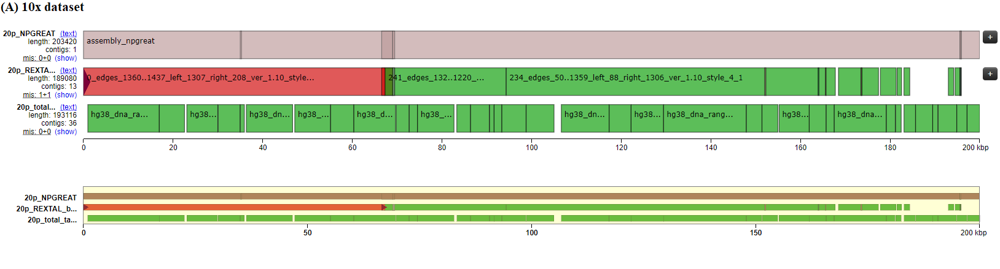 (A) 10x dataset
20p_NPGREAT (text)
length: 203420
contigs: 1
mis: 0+0 (show)
assembly_npgreat
+
20p_REXTA... (text)
length: 189080
contigs: 13
mis: 1+1 (show)
0_edges_1360..1437_left_1307_right_208_ver_1.10_style...
241_edges_132..1220_...
234_edges_50..1359_left_88_right_1306_ver_1.10_style_4_1
+
20p_total... (text)
length: 193116
contigs: 36
mis: 0+0 (show)
hg38_dna_ra...
hg38...
hg38_dn...
hg38_...
hg38_d...
hg38_...
hg38_dn...
hg38...
hg38_dna_rang...
hg38...
hg38_dna...
0 20 40 60 80 100 120 140 160 180 200 kbp
20p_NPGREAT
20p_REXTAL_b...
20p_total_ta...
0 50 100 150 200 kbp